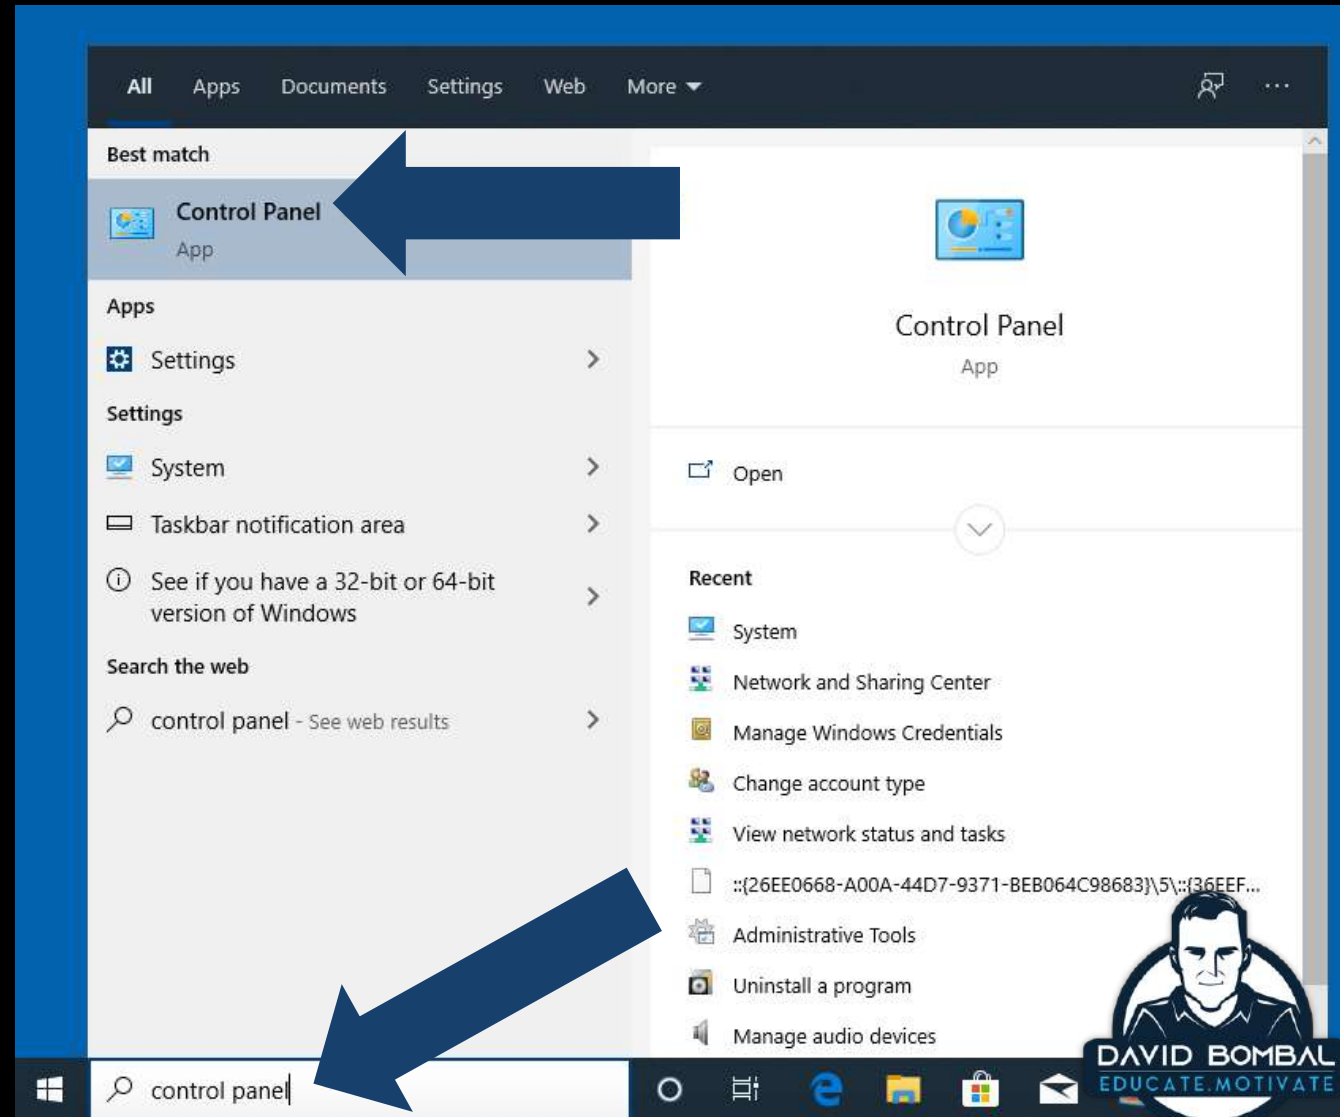 All Apps Documents Settings Web More
Best match
Control Panel
App
Apps
Settings
Settings
System
Taskbar notification area
See if you have a 32-bit or 64-bit
version of Windows
Search the web
control panel - See web results
Control Panel
App
Open
Recent
System
Network and Sharing Center
Manage Windows Credentials
Change account type
View network status and tasks
::{26EE0668-A00A-44D7-9371-BEB064C98683}\5\::{36EEF...
Administrative Tools
Uninstall a program
Manage audio devices
control panel
DAVID BOMBAL
EDUCATE.MOTIVATE